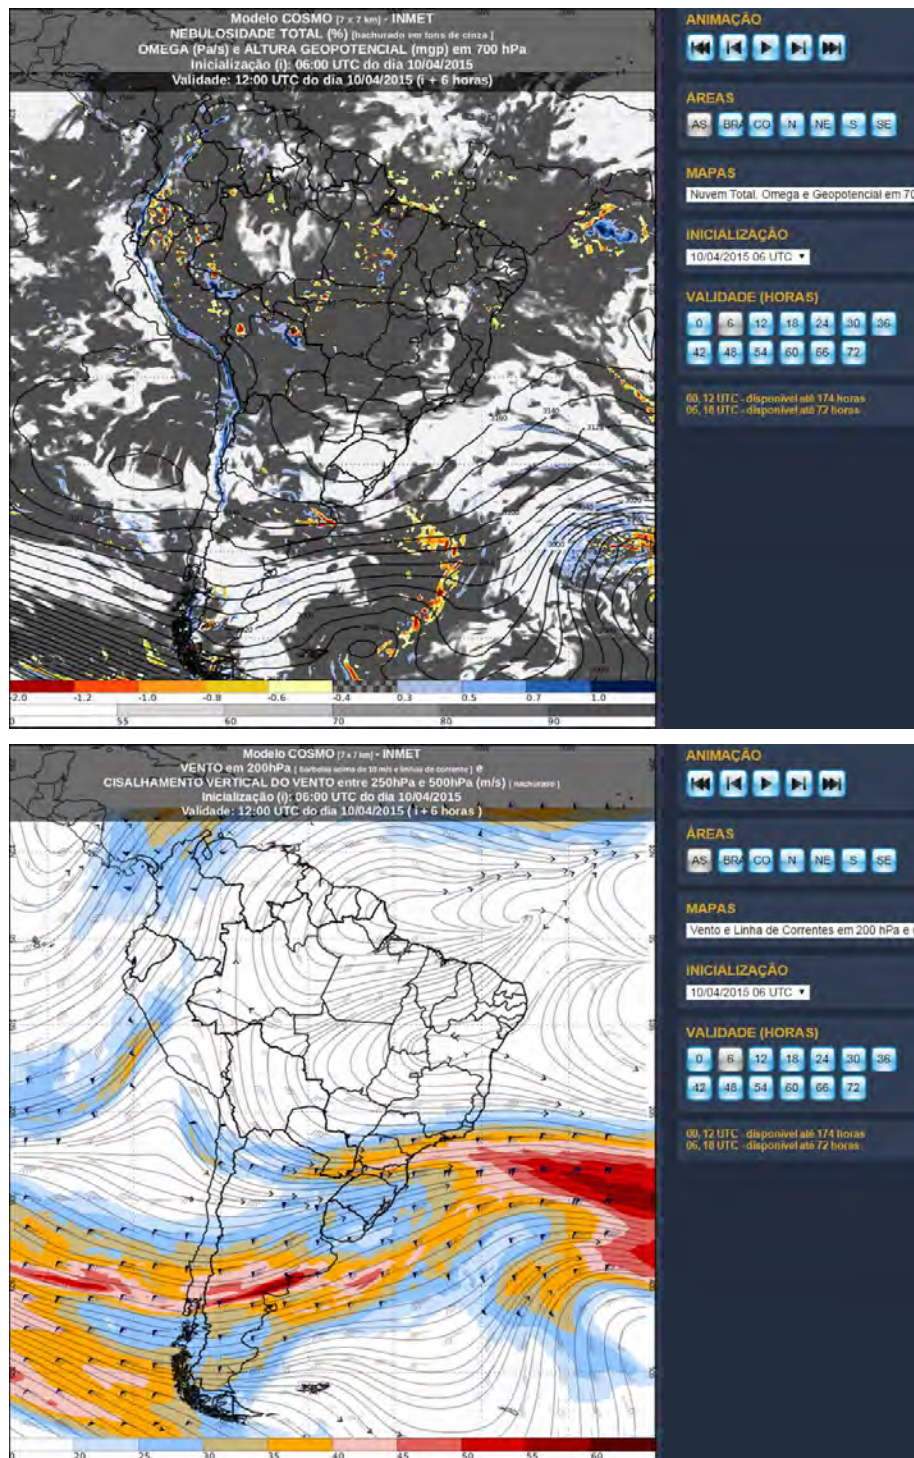 Modelo COSMO [7 x 7 km] - INMET
NEBULOSIDADE TOTAL (%) [hachurado em tons de cinza]
OMEGA (Pa/s) e ALTURA GEOPOTENCIAL (mgp) em 700 hPa
Inicialização (i): 06:00 UTC do dia 10/04/2015
Validade: 12:00 UTC do dia 10/04/2015 (i + 6 horas)
-2.0 -1.2 -1.0 -0.8 -0.6 -0.4 0.3 0.5 0.7 1.0
0 55 60 70 80 90
ANIMAÇÃO
ÁREAS
AS BRA CO N NE S SE
MAPAS
Nuvem Total, Omega e Geopotencial em 70
INICIALIZAÇÃO
10/04/2015 06 UTC
VALIDADE (HORAS)
0 6 12 18 24 30 36
42 48 54 60 66 72
00, 12 UTC - disponível até 174 horas
06, 18 UTC - disponível até 72 horas
Modelo COSMO [7 x 7 km] - INMET
VENTO em 200hPa [ barbelas acima de 10 m/s e linhas de corrente ] e
CISALHAMENTO VERTICAL DO VENTO entre 250hPa e 500hPa (m/s) [ hachurado ]
Inicialização (i): 06:00 UTC do dia 10/04/2015
Validade: 12:00 UTC do dia 10/04/2015 ( i + 6 horas )
0 20 25 30 35 40 45 50 55 60
ANIMAÇÃO
ÁREAS
AS BRA CO N NE S SE
MAPAS
Vento e Linha de Correntes em 200 hPa e
INICIALIZAÇÃO
10/04/2015 06 UTC
VALIDADE (HORAS)
0 6 12 18 24 30 36
42 48 54 60 66 72
00, 12 UTC - disponível até 174 horas
06, 18 UTC - disponível até 72 horas